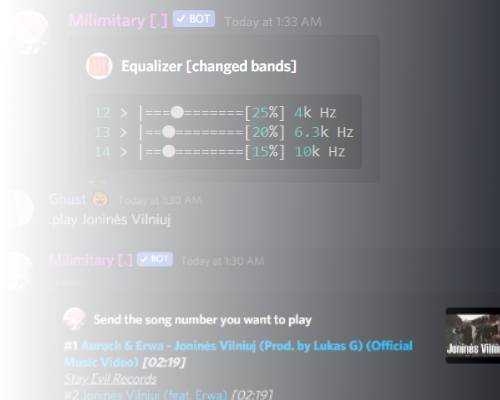 Milimitary [.] ✓ BOT Today at 1:33 AM
Equalizer [changed bands]
12 > |===⬤=======[25%] 4k Hz
13 > |==⬤========[20%] 6.3k Hz
14 > |==⬤========[15%] 10k Hz
Ghust Today at 1:30 AM
.play Joninės Vilniuj
Milimitary [.] ✓ BOT Today at 1:30 AM
Send the song number you want to play
#1 Auroch & Erwa - Joninės Vilniuj (Prod. by Lukas G) (Official
Music Video) [02:19]
Stay Evil Records
#2 Joninės Vilniuj (feat. Erwa) [02:19]
Joninės Vilniu